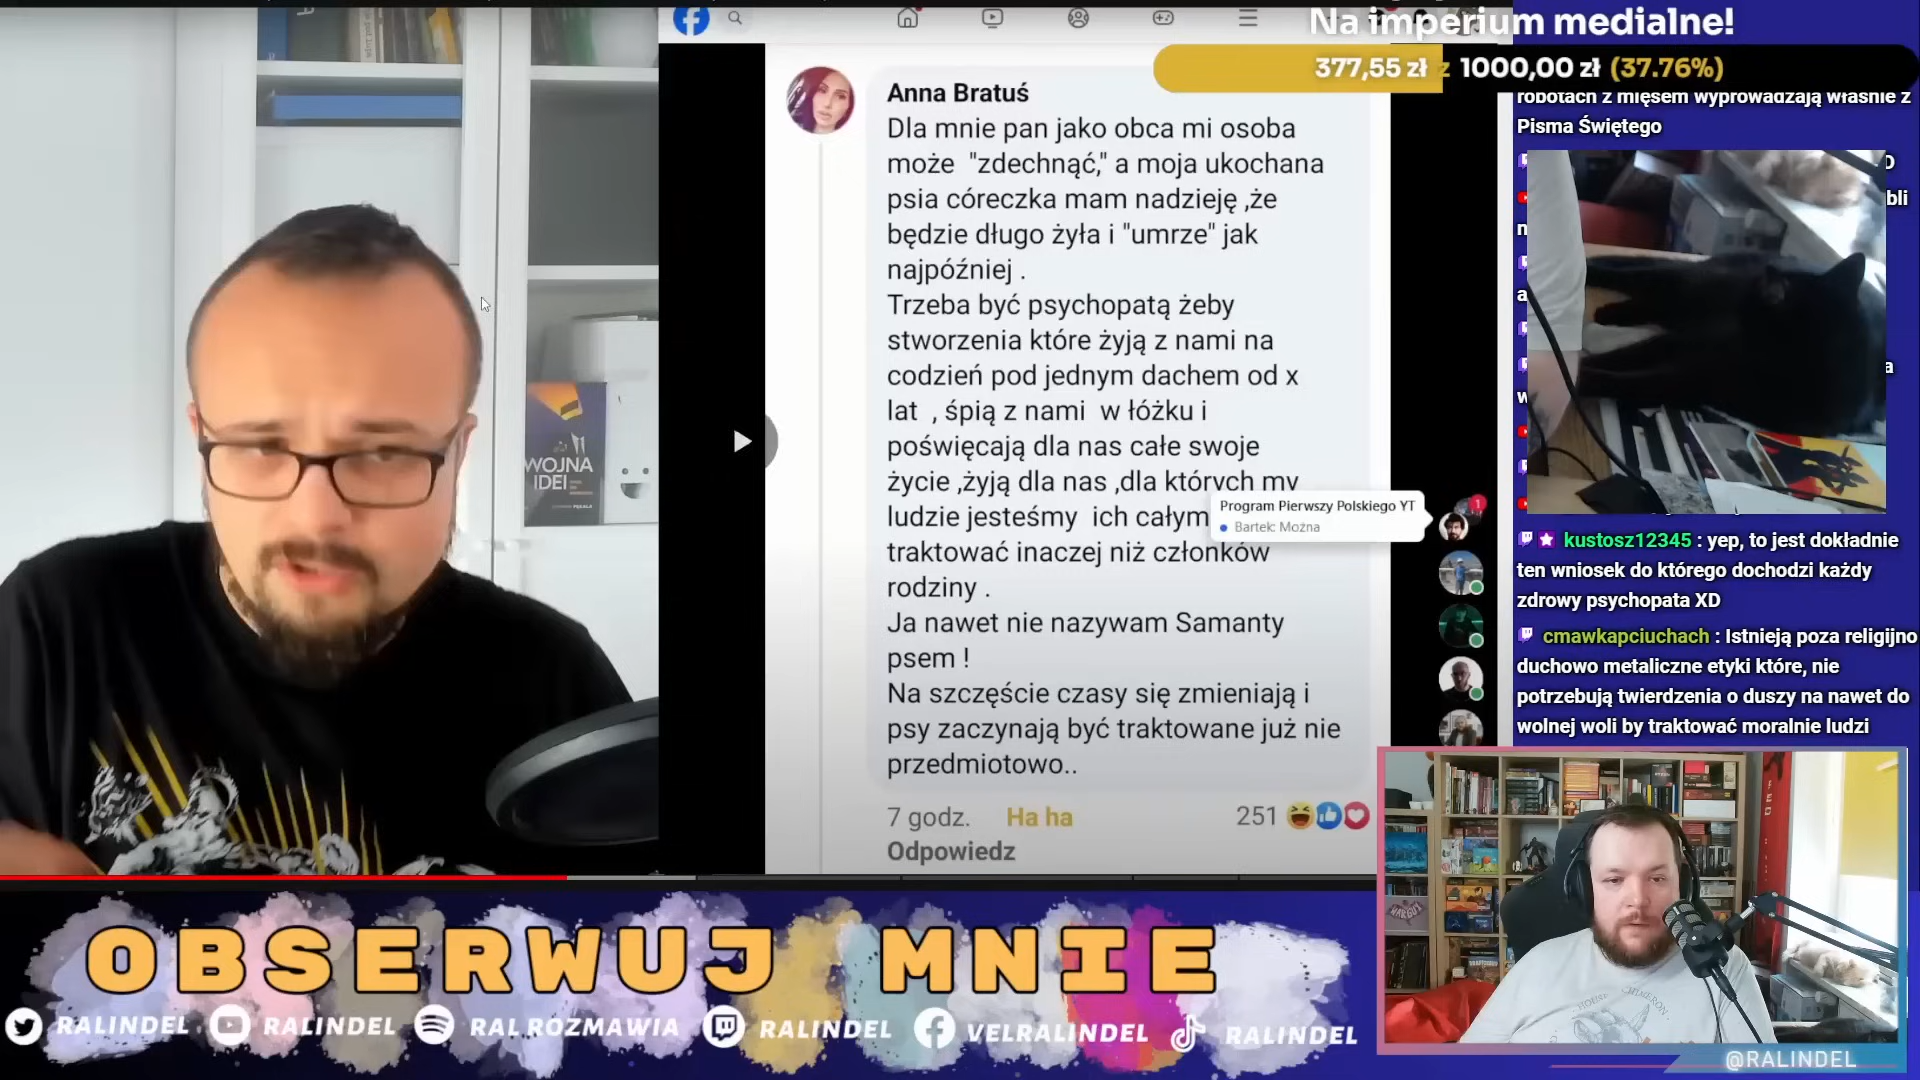 Na imperium medialne!
377,55 zł z 1000,00 zł (37.76%)
Anna Bratuś
Dla mnie pan jako obca mi osoba
może "zdechnąć," a moja ukochana
psia córeczka mam nadzieję ,że
będzie długo żyła i "umrze" jak
najpóźniej .
Trzeba być psychopatą żeby
stworzenia które żyją z nami na
codzień pod jednym dachem od x
lat , śpią z nami w łóżku i
poświęcają dla nas całe swoje
życie ,żyją dla nas ,dla których my
ludzie jesteśmy ich całym
traktować inaczej niż członków
rodziny .
Ja nawet nie nazywam Samanty
psem !
Na szczęście czasy się zmieniają i
psy zaczynają być traktowane już nie
przedmiotowo..
7 godz. Ha ha 251
Odpowiedz
WOJNA
IDEI
Program Pierwszy Polskiego YT
Bartek: Można
1
robotach z mięsem wyprowadzają właśnie z
Pisma Świętego
kustosz12345 : yep, to jest dokładnie
ten wniosek do którego dochodzi każdy
zdrowy psychopata XD
cmawkapciuchach : Istnieją poza religijno
duchowo metaliczne etyki które, nie
potrzebują twierdzenia o duszy na nawet do
wolnej woli by traktować moralnie ludzi
OBSERWUJ MNIE
RALINDEL RALINDEL RAL ROZMAWIA RALINDEL VELRALINDEL RALINDEL
@RALINDEL